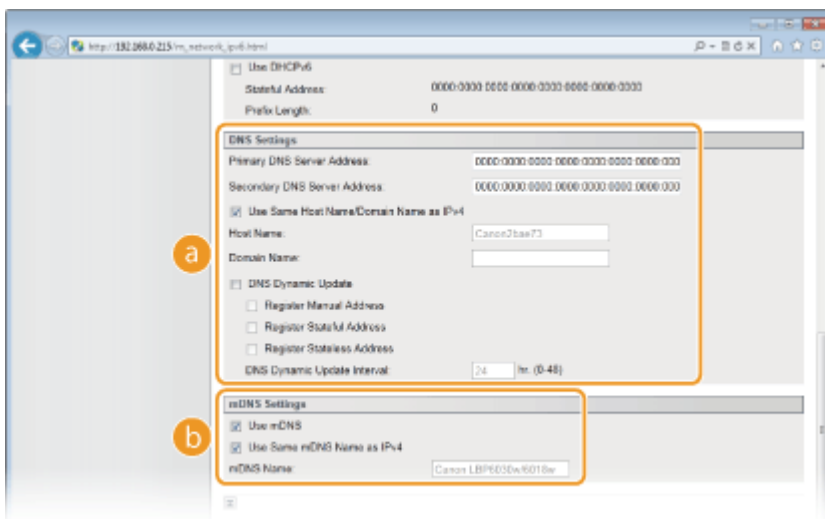 http://192.168.0.215/m_network_ipv6.html
Use DHCPv6
Stateful Address: 0000:0000:0000:0000:0000:0000:0000:0000
Prefix Length: 0
DNS Settings
Primary DNS Server Address: 0000:0000:0000:0000:0000:0000:0000:000
Secondary DNS Server Address: 0000:0000:0000:0000:0000:0000:0000:000
Use Same Host Name/Domain Name as IPv4
Host Name: Canon2bae73
a
Domain Name:
DNS Dynamic Update
Register Manual Address
Register Stateful Address
Register Stateless Address
DNS Dynamic Update Interval: 24 hr. (0-48)
mDNS Settings
Use mDNS
b
Use Same mDNS Name as IPv4
mDNS Name: Canon LBP6030w/6018w